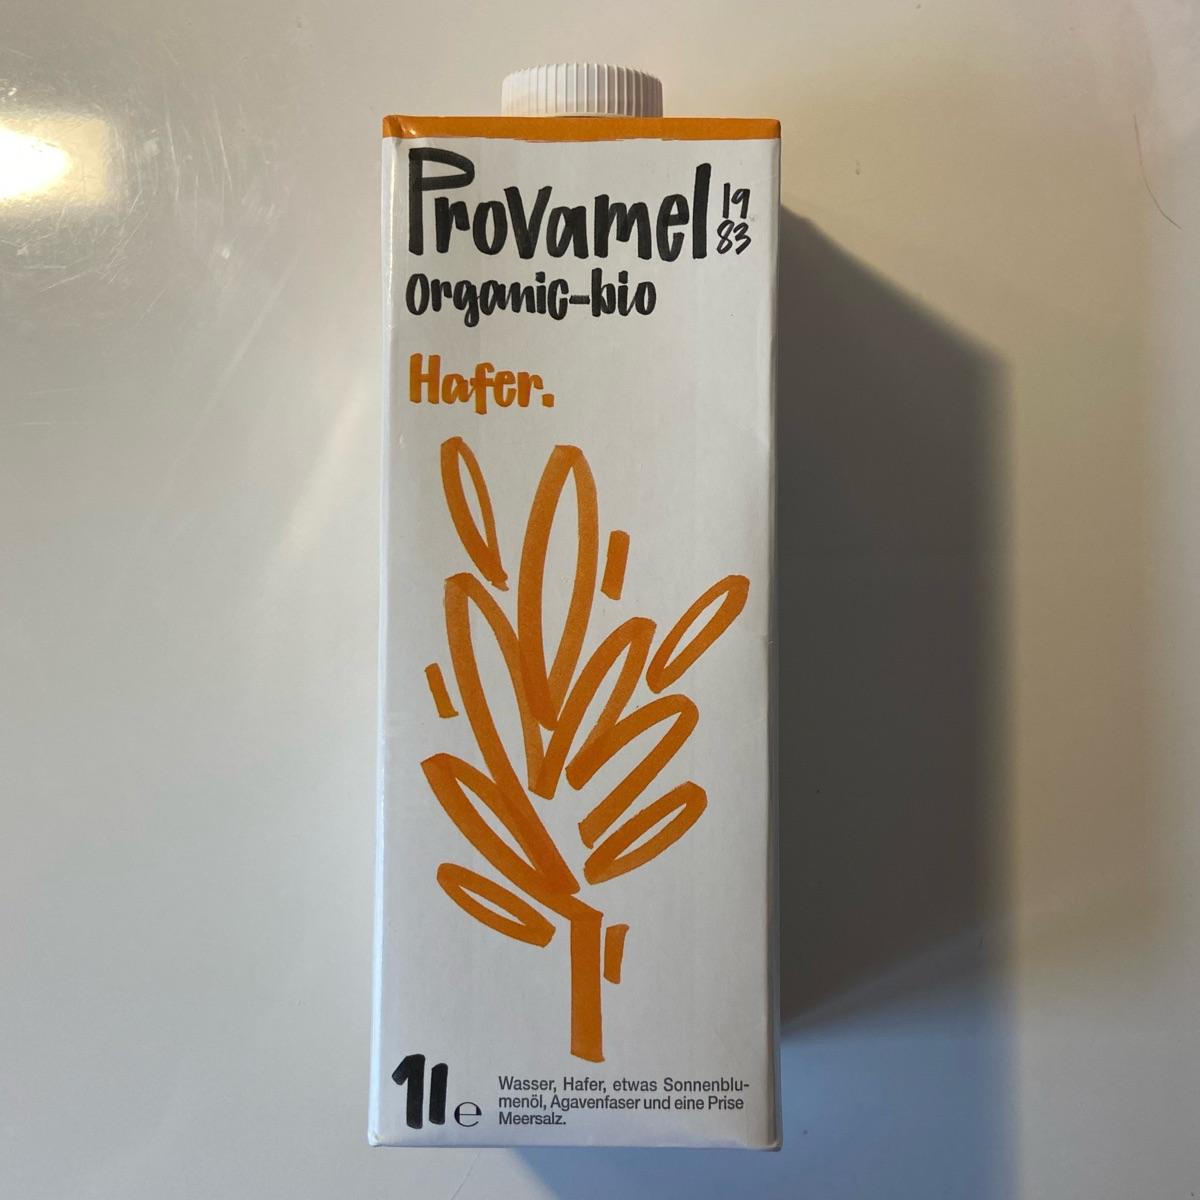 Provamel 19
83
organic-bio
Hafer.
1l e
Wasser, Hafer, etwas Sonnenblu-
menöl, Agavenfaser und eine Prise
Meersalz.